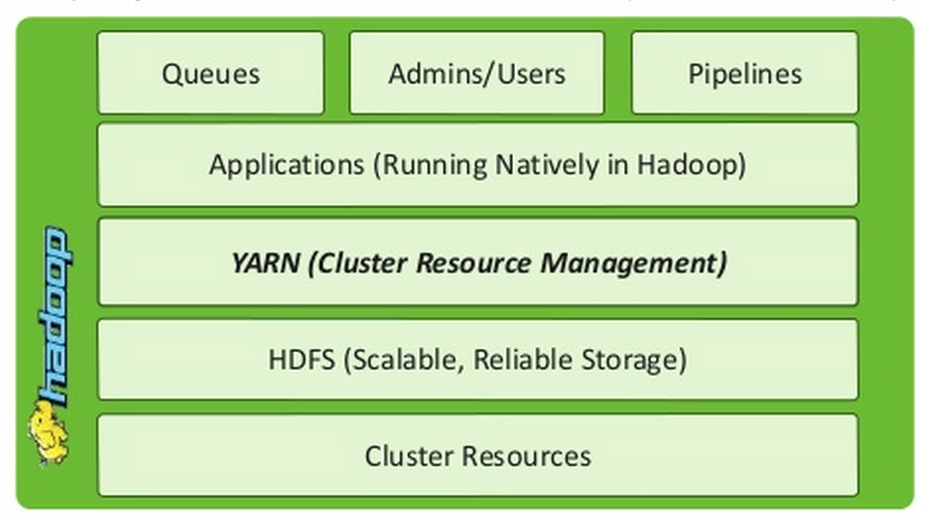 Queues
Admins/Users
Pipelines
Applications (Running Natively in Hadoop)
YARN (Cluster Resource Management)
HDFS (Scalable, Reliable Storage)
Cluster Resources
hadoop